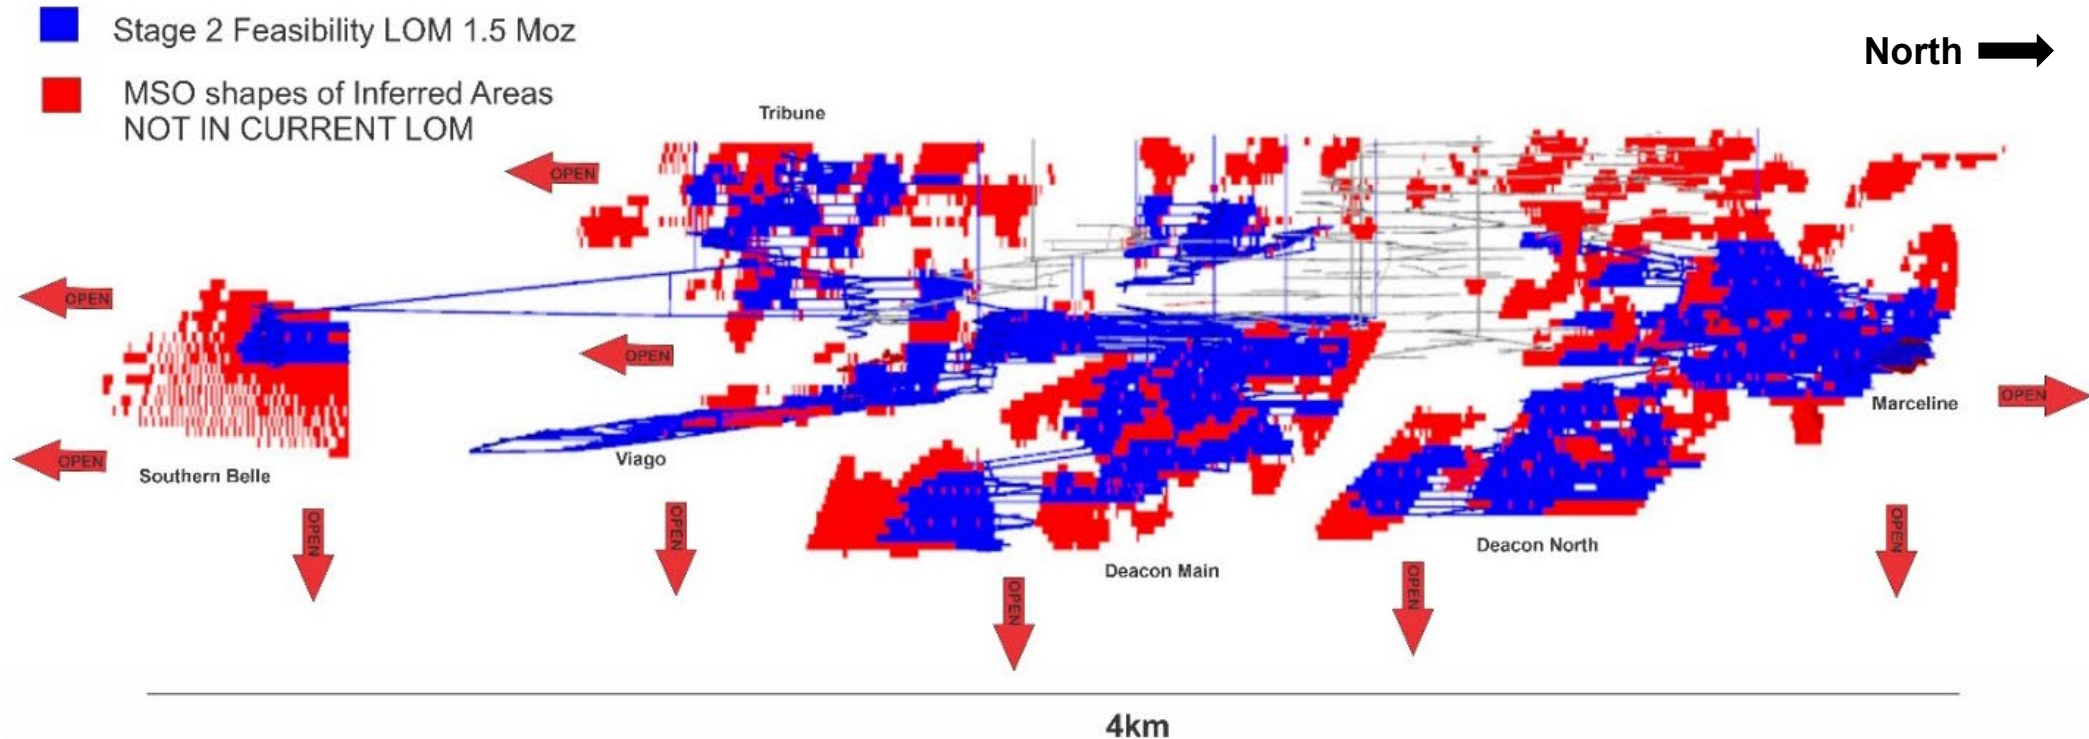 Stage 2 Feasibility LOM 1.5 Moz
North
MSO shapes of Inferred Areas
NOT IN CURRENT LOM
Tribune
OPEN
OPEN
OPEN
OPEN
Marceline
OPEN
Southern Belle
Viago
OPEN
OPEN
OPEN
Deacon North
Deacon Main
OPEN
OPEN
4km